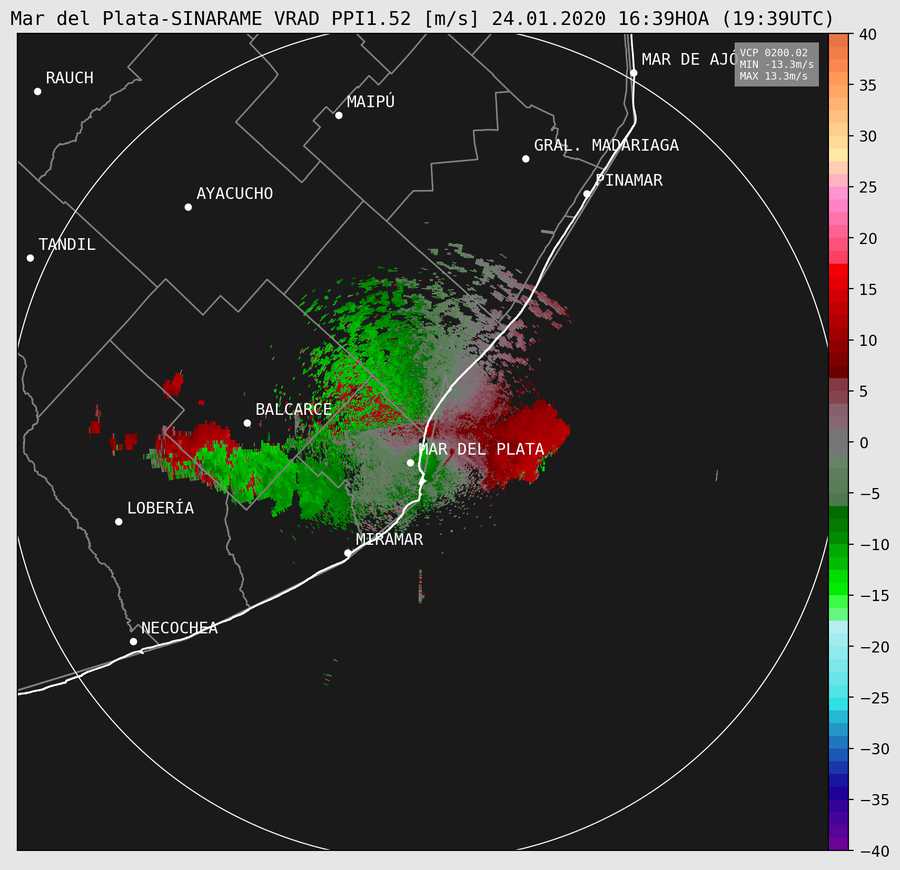 Mar del Plata-SINARAME VRAD PPI1.52 [m/s] 24.01.2020 16:39HOA (19:39UTC)
VCP 0200.02
MIN -13.3m/s
MAX 13.3m/s
MAR DE AJÓ
RAUCH
MAIPÚ
GRAL. MADARIAGA
PINAMAR
AYACUCHO
TANDIL
BALCARCE
MAR DEL PLATA
LOBERÍA
MIRAMAR
NECOCHEA
40
35
30
25
20
15
10
5
0
−5
−10
−15
−20
−25
−30
−35
−40